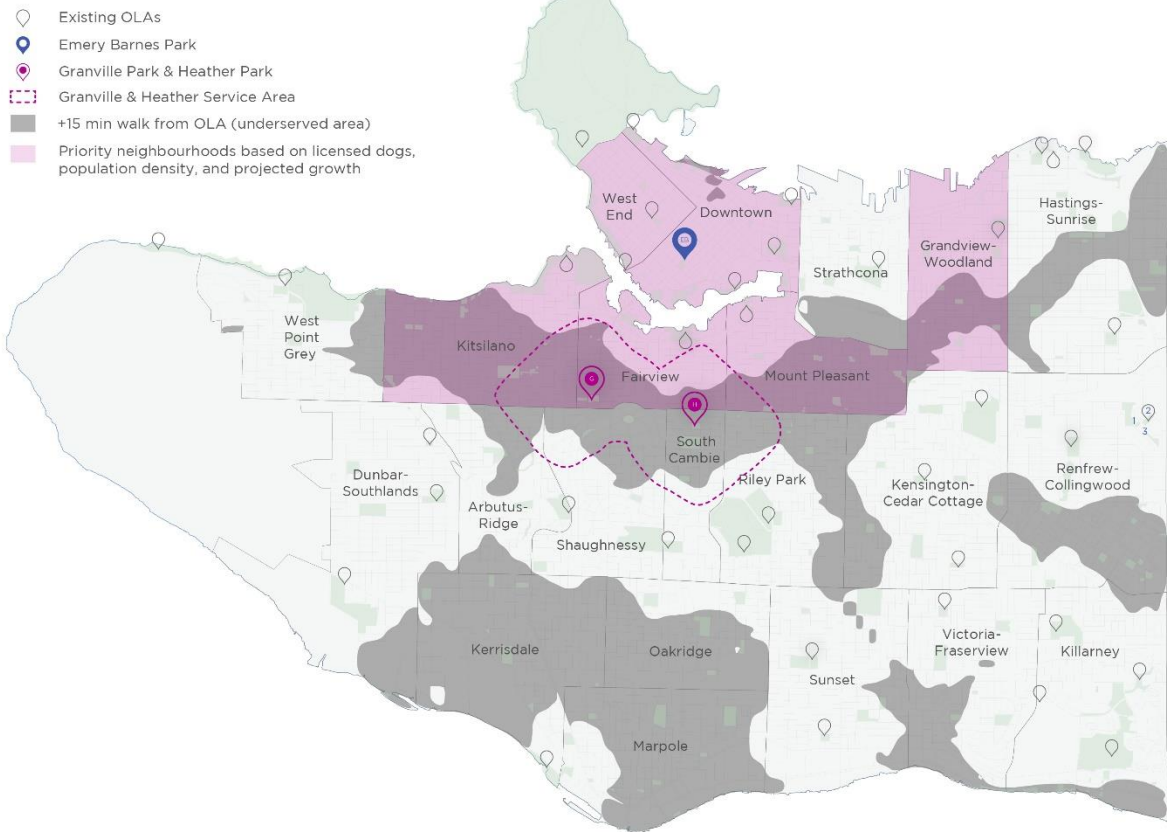 Existing OLAs
Emery Barnes Park
Granville Park & Heather Park
Granville & Heather Service Area
+15 min walk from OLA (underserved area)
Priority neighbourhoods based on licensed dogs,
population density, and projected growth
West
End
Downtown
Hastings-
Sunrise
Grandview-
Woodland
Strathcona
West
Point
Grey
Kitsilano
G
Fairview
Mount Pleasant
H
South
Cambie
2
1
3
Dunbar-
Southlands
Arbutus-
Ridge
Shaughnessy
Riley Park
Kensington-
Cedar Cottage
Renfrew-
Collingwood
Kerrisdale
Oakridge
Sunset
Victoria-
Fraserview
Killarney
Marpole